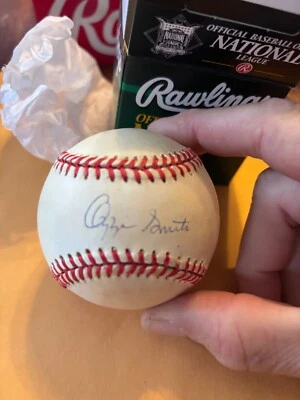 OFFICIAL BASEBALL O
NATIONAL
LEAGUE
R
Rawlings
OF
Ozzie Smith